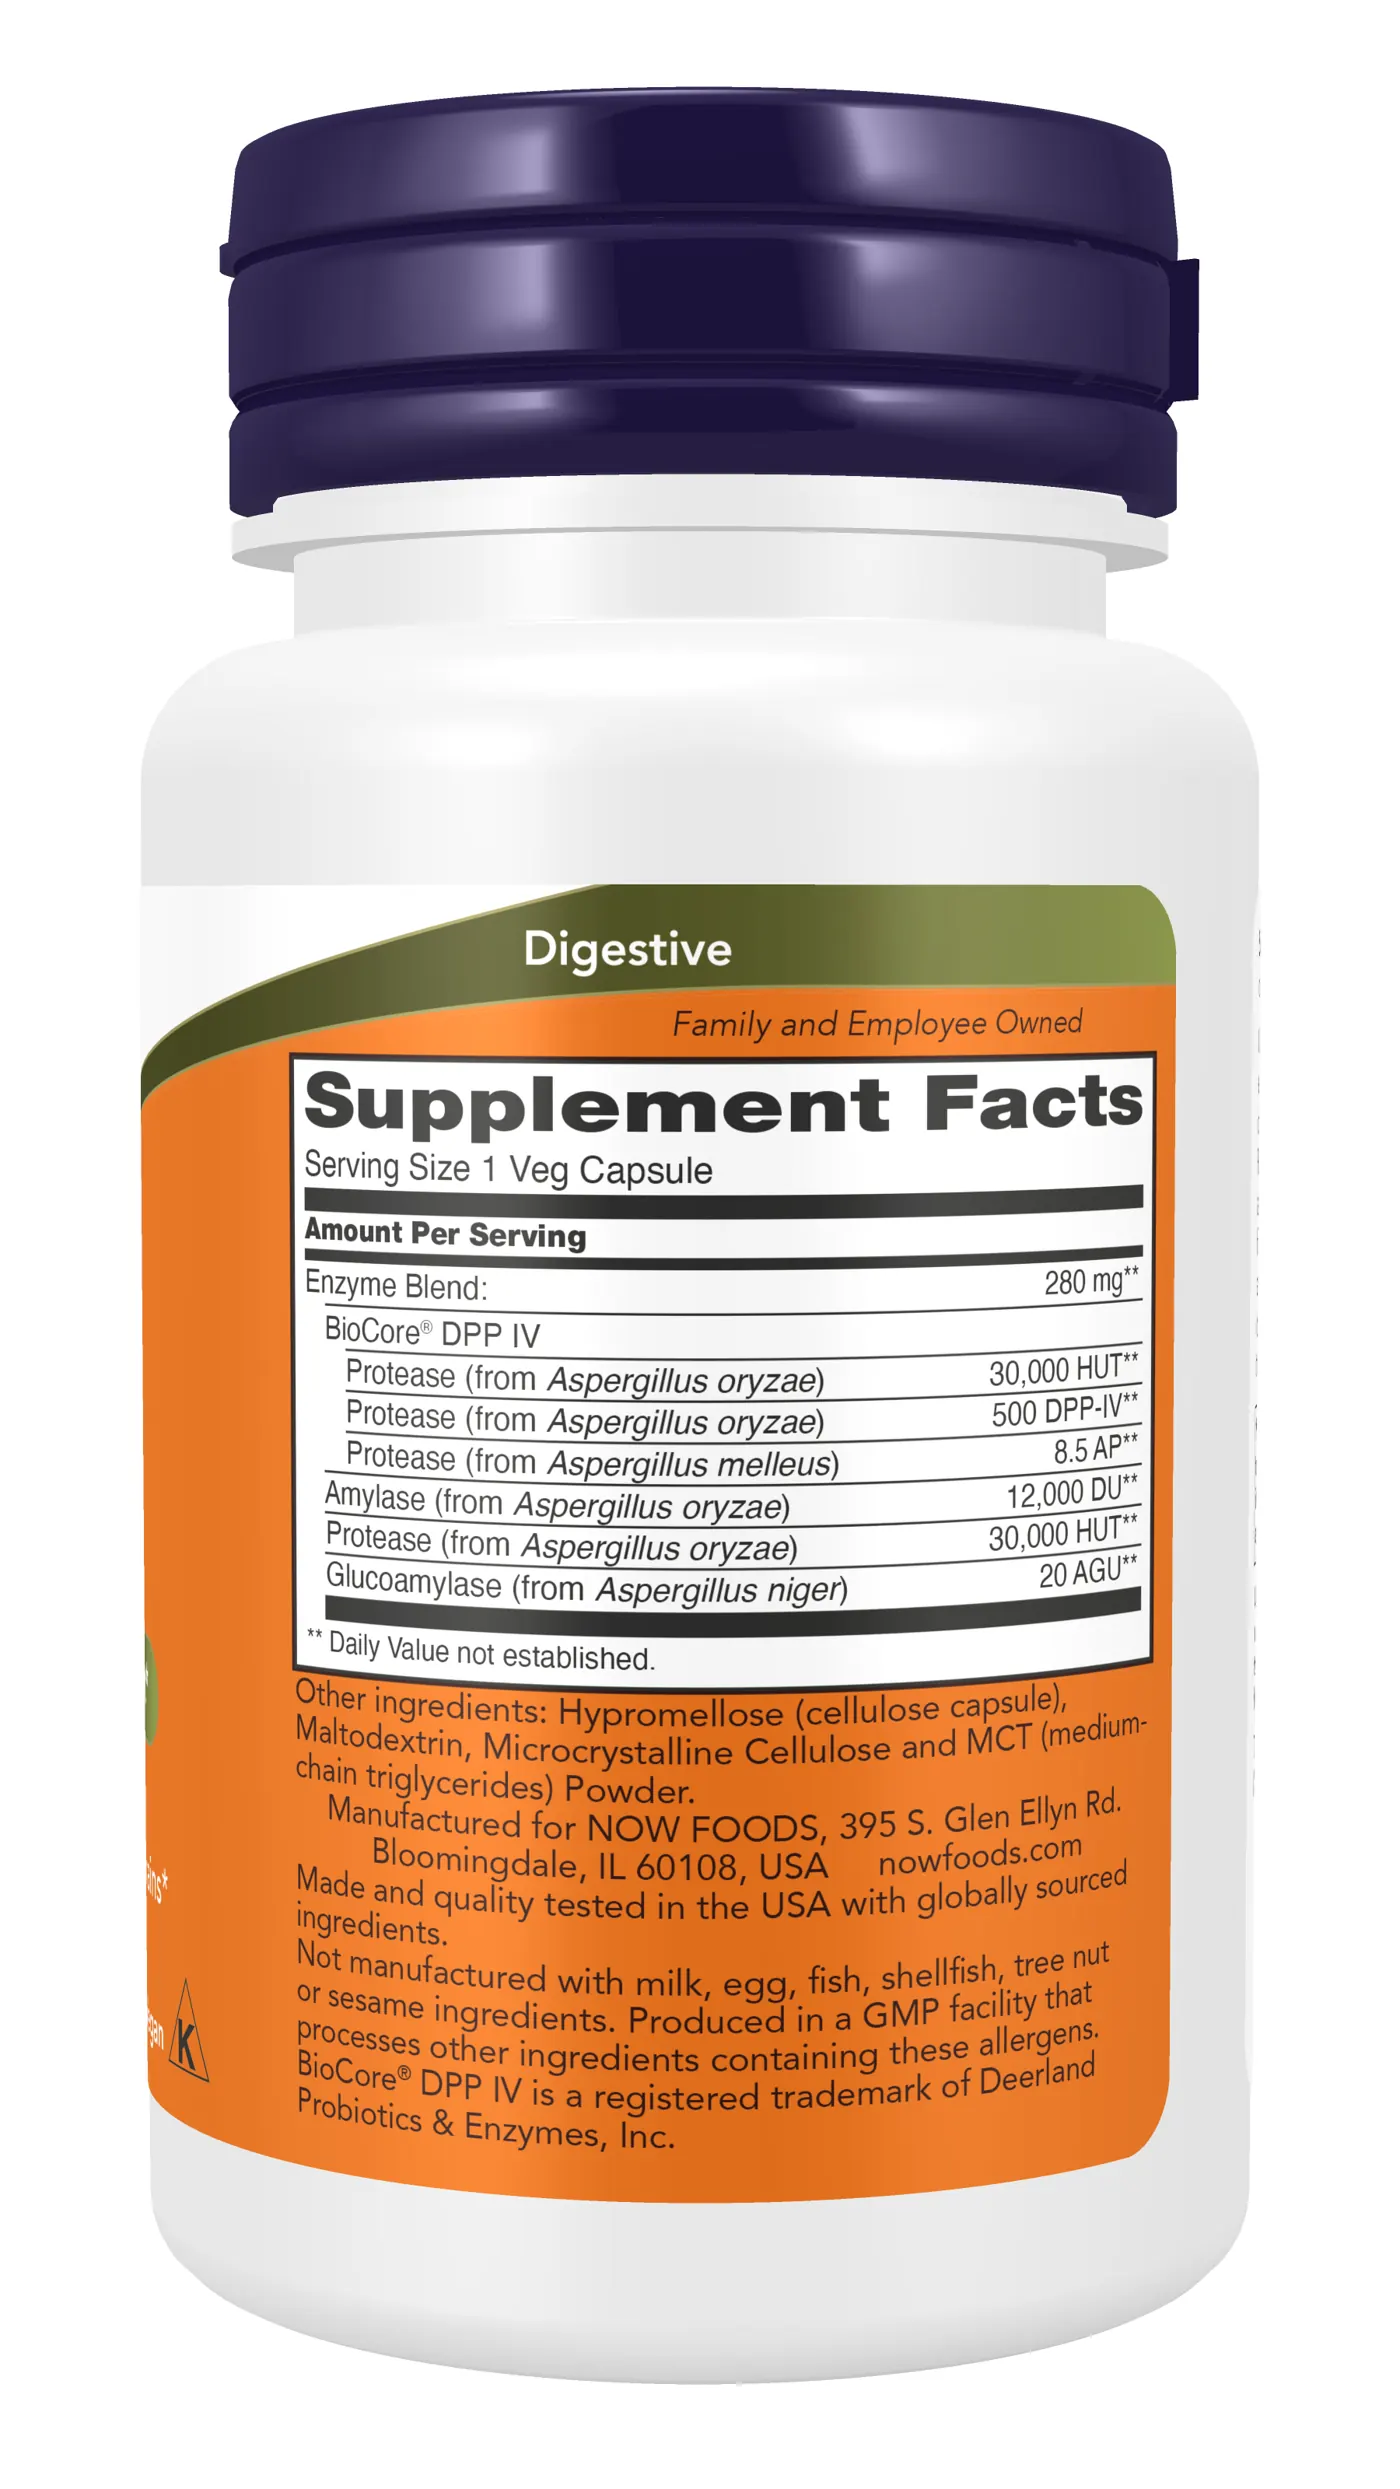 Digestive
Family and Employee Owned
Supplement Facts
Serving Size 1 Veg Capsule
Amount Per Serving
Enzyme Blend: 280 mg**
BioCore® DPP IV
Protease (from Aspergillus oryzae) 30,000 HUT**
Protease (from Aspergillus oryzae) 500 DPP-IV**
Protease (from Aspergillus melleus) 8.5 AP**
Amylase (from Aspergillus oryzae) 12,000 DU**
Protease (from Aspergillus oryzae) 30,000 HUT**
Glucoamylase (from Aspergillus niger) 20 AGU**
** Daily Value not established.
Other ingredients: Hypromellose (cellulose capsule),
Maltodextrin, Microcrystalline Cellulose and MCT (medium-
chain triglycerides) Powder.
Manufactured for NOW FOODS, 395 S. Glen Ellyn Rd.
Bloomingdale, IL 60108, USA nowfoods.com
Made and quality tested in the USA with globally sourced
ingredients.
Not manufactured with milk, egg, fish, shellfish, tree nut
or sesame ingredients. Produced in a GMP facility that
processes other ingredients containing these allergens.
BioCore® DPP IV is a registered trademark of Deerland
Probiotics & Enzymes, Inc.
K